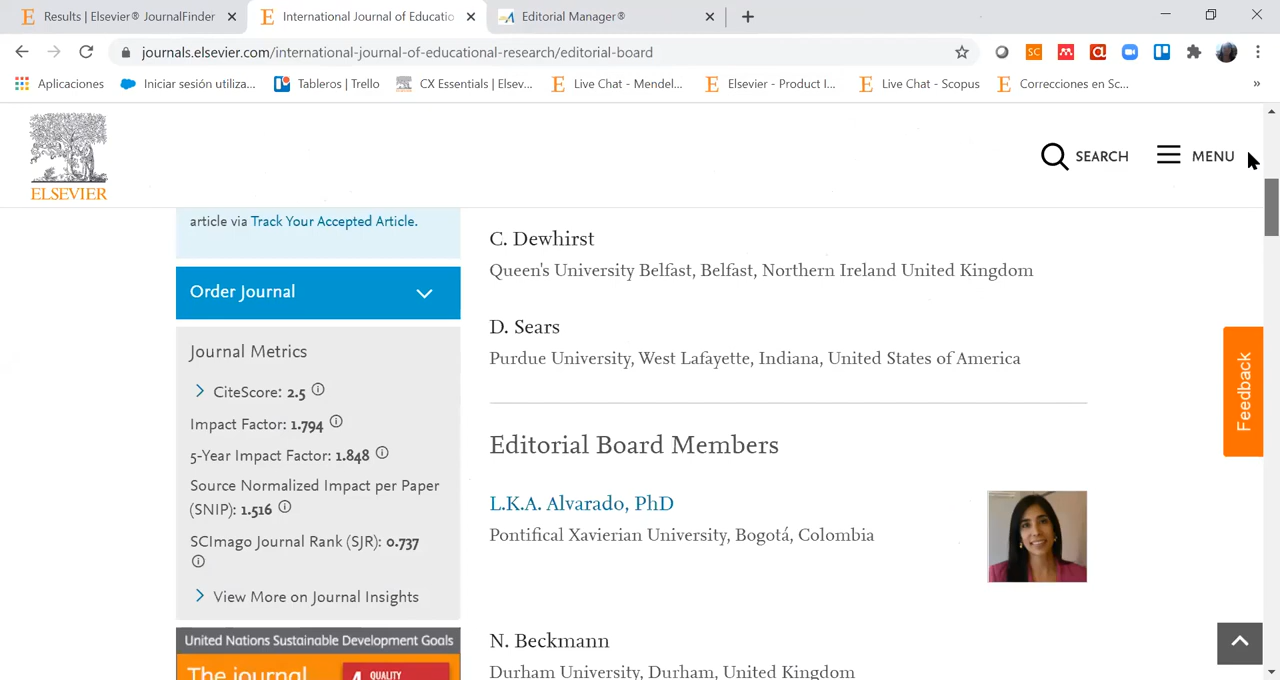 Results | Elsevier® JournalFinder
International Journal of Educatio
Editorial Manager®
journals.elsevier.com/international-journal-of-educational-research/editorial-board
Aplicaciones
Iniciar sesión utiliza...
Tableros | Trello
CX Essentials | Elsev...
Live Chat - Mendel...
Elsevier - Product I...
Live Chat - Scopus
Correcciones en Sc...
»
ELSEVIER
SEARCH
MENU
article via Track Your Accepted Article.
Order Journal
Journal Metrics
CiteScore: 2.5
Impact Factor: 1.794
5-Year Impact Factor: 1.848
Source Normalized Impact per Paper
(SNIP): 1.516
SCImago Journal Rank (SJR): 0.737
View More on Journal Insights
United Nations Sustainable Development Goals
The journal
4 QUALITY
C. Dewhirst
Queen's University Belfast, Belfast, Northern Ireland United Kingdom
D. Sears
Purdue University, West Lafayette, Indiana, United States of America
Editorial Board Members
L.K.A. Alvarado, PhD
Pontifical Xavierian University, Bogotá, Colombia
N. Beckmann
Durham University, Durham, United Kingdom
Feedback